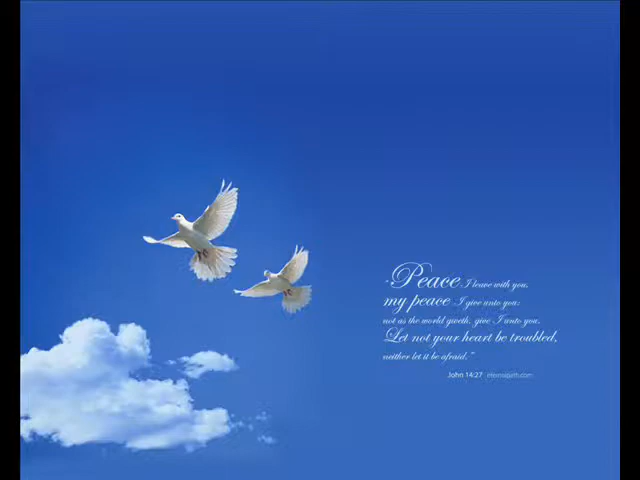 "Peace I leave with you,
my peace I give unto you:
not as the world giveth, give I unto you.
Let not your heart be troubled,
neither let it be afraid."
John 14:27